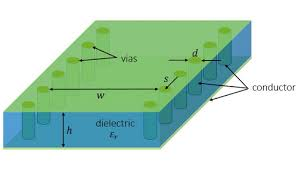 vias
d
s
w
conductor
h
dielectric
εr